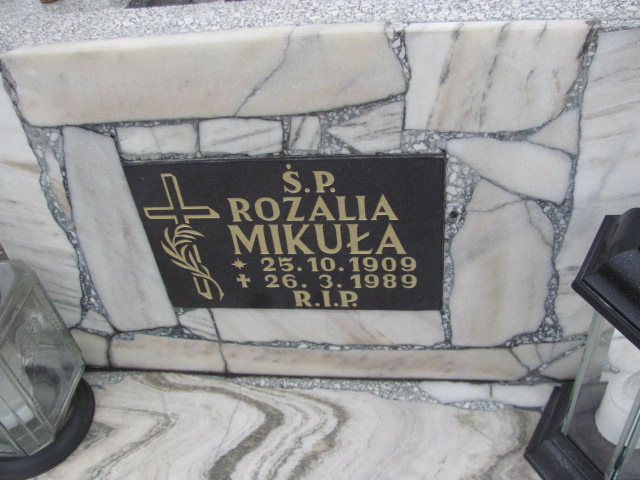 Ś.P.
ROZALIA
MIKUŁA
* 25.10.1909
✝ 26. 3.1989
R.I.P.